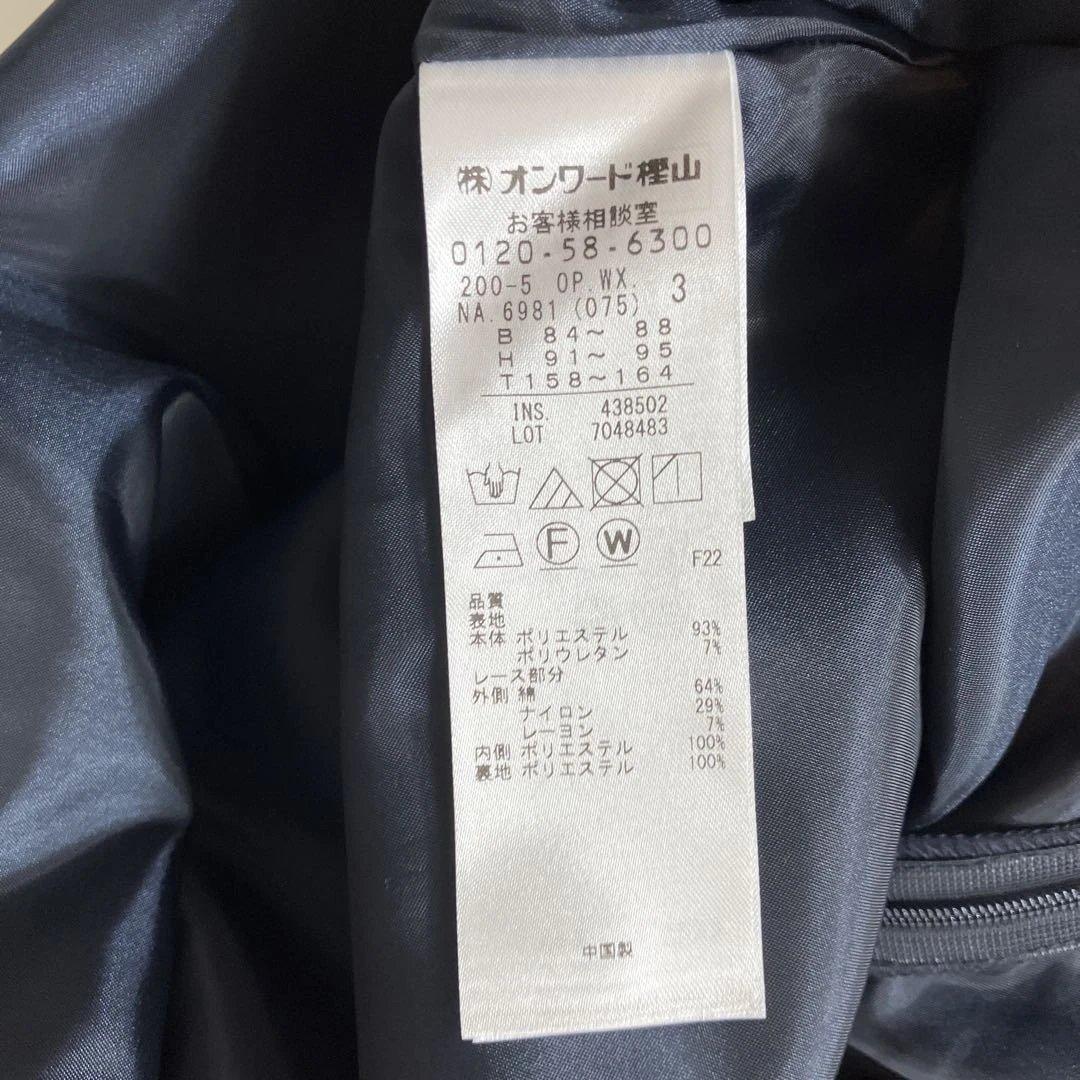 ㈱オンワード樫山
お客様相談室
0120-58-6300
200-5 OP.WX. 3
NA.6981(075)
B 84～ 88
H 91～ 95
T158～164
INS. 438502
LOT 7048483
F W F22
品質
表地
本体 ポリエステル 93%
ポリウレタン 7%
レース部分
外側 綿 64%
ナイロン 29%
レーヨン 7%
内側 ポリエステル 100%
裏地 ポリエステル 100%
中国製